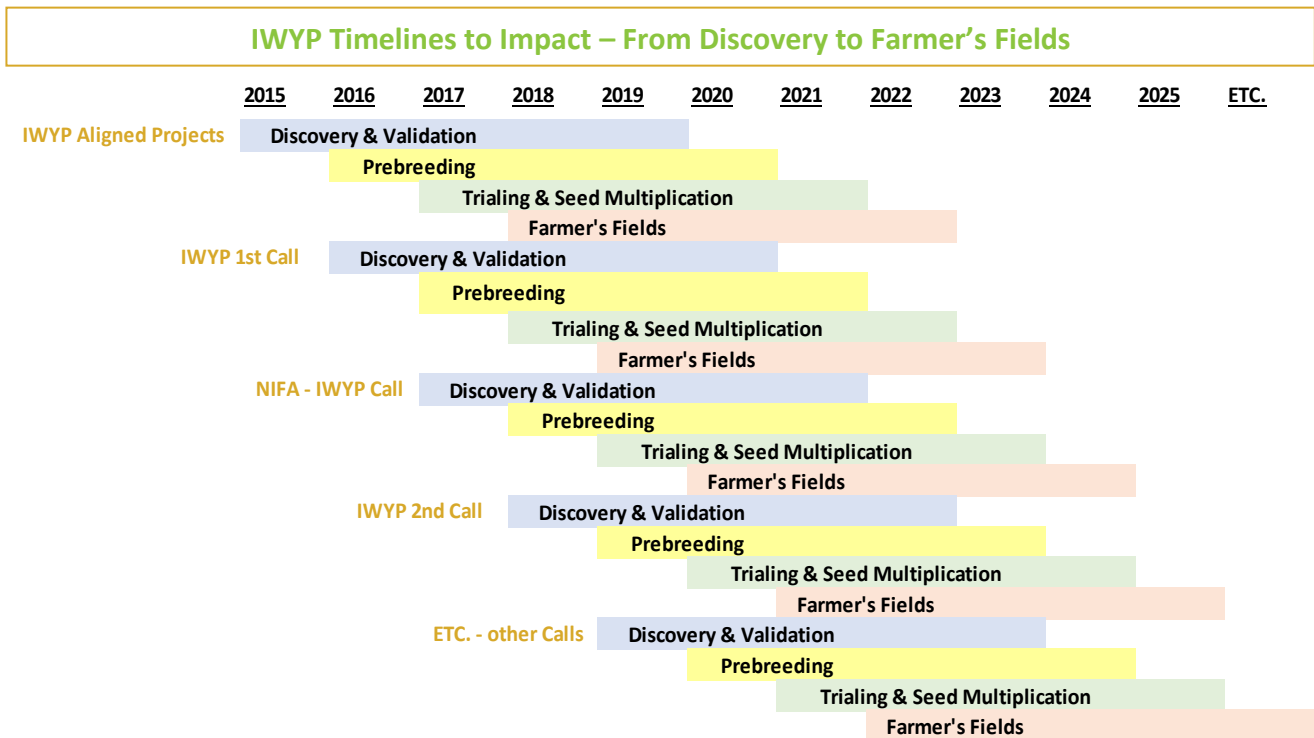 IWYP Timelines to Impact – From Discovery to Farmer's Fields
2015 2016 2017 2018 2019 2020 2021 2022 2023 2024 2025 ETC.
IWYP Aligned Projects Discovery & Validation
Prebreeding
Trialing & Seed Multiplication
Farmer's Fields
IWYP 1st Call Discovery & Validation
Prebreeding
Trialing & Seed Multiplication
Farmer's Fields
NIFA - IWYP Call Discovery & Validation
Prebreeding
Trialing & Seed Multiplication
Farmer's Fields
IWYP 2nd Call Discovery & Validation
Prebreeding
Trialing & Seed Multiplication
Farmer's Fields
ETC. - other Calls Discovery & Validation
Prebreeding
Trialing & Seed Multiplication
Farmer's Fields